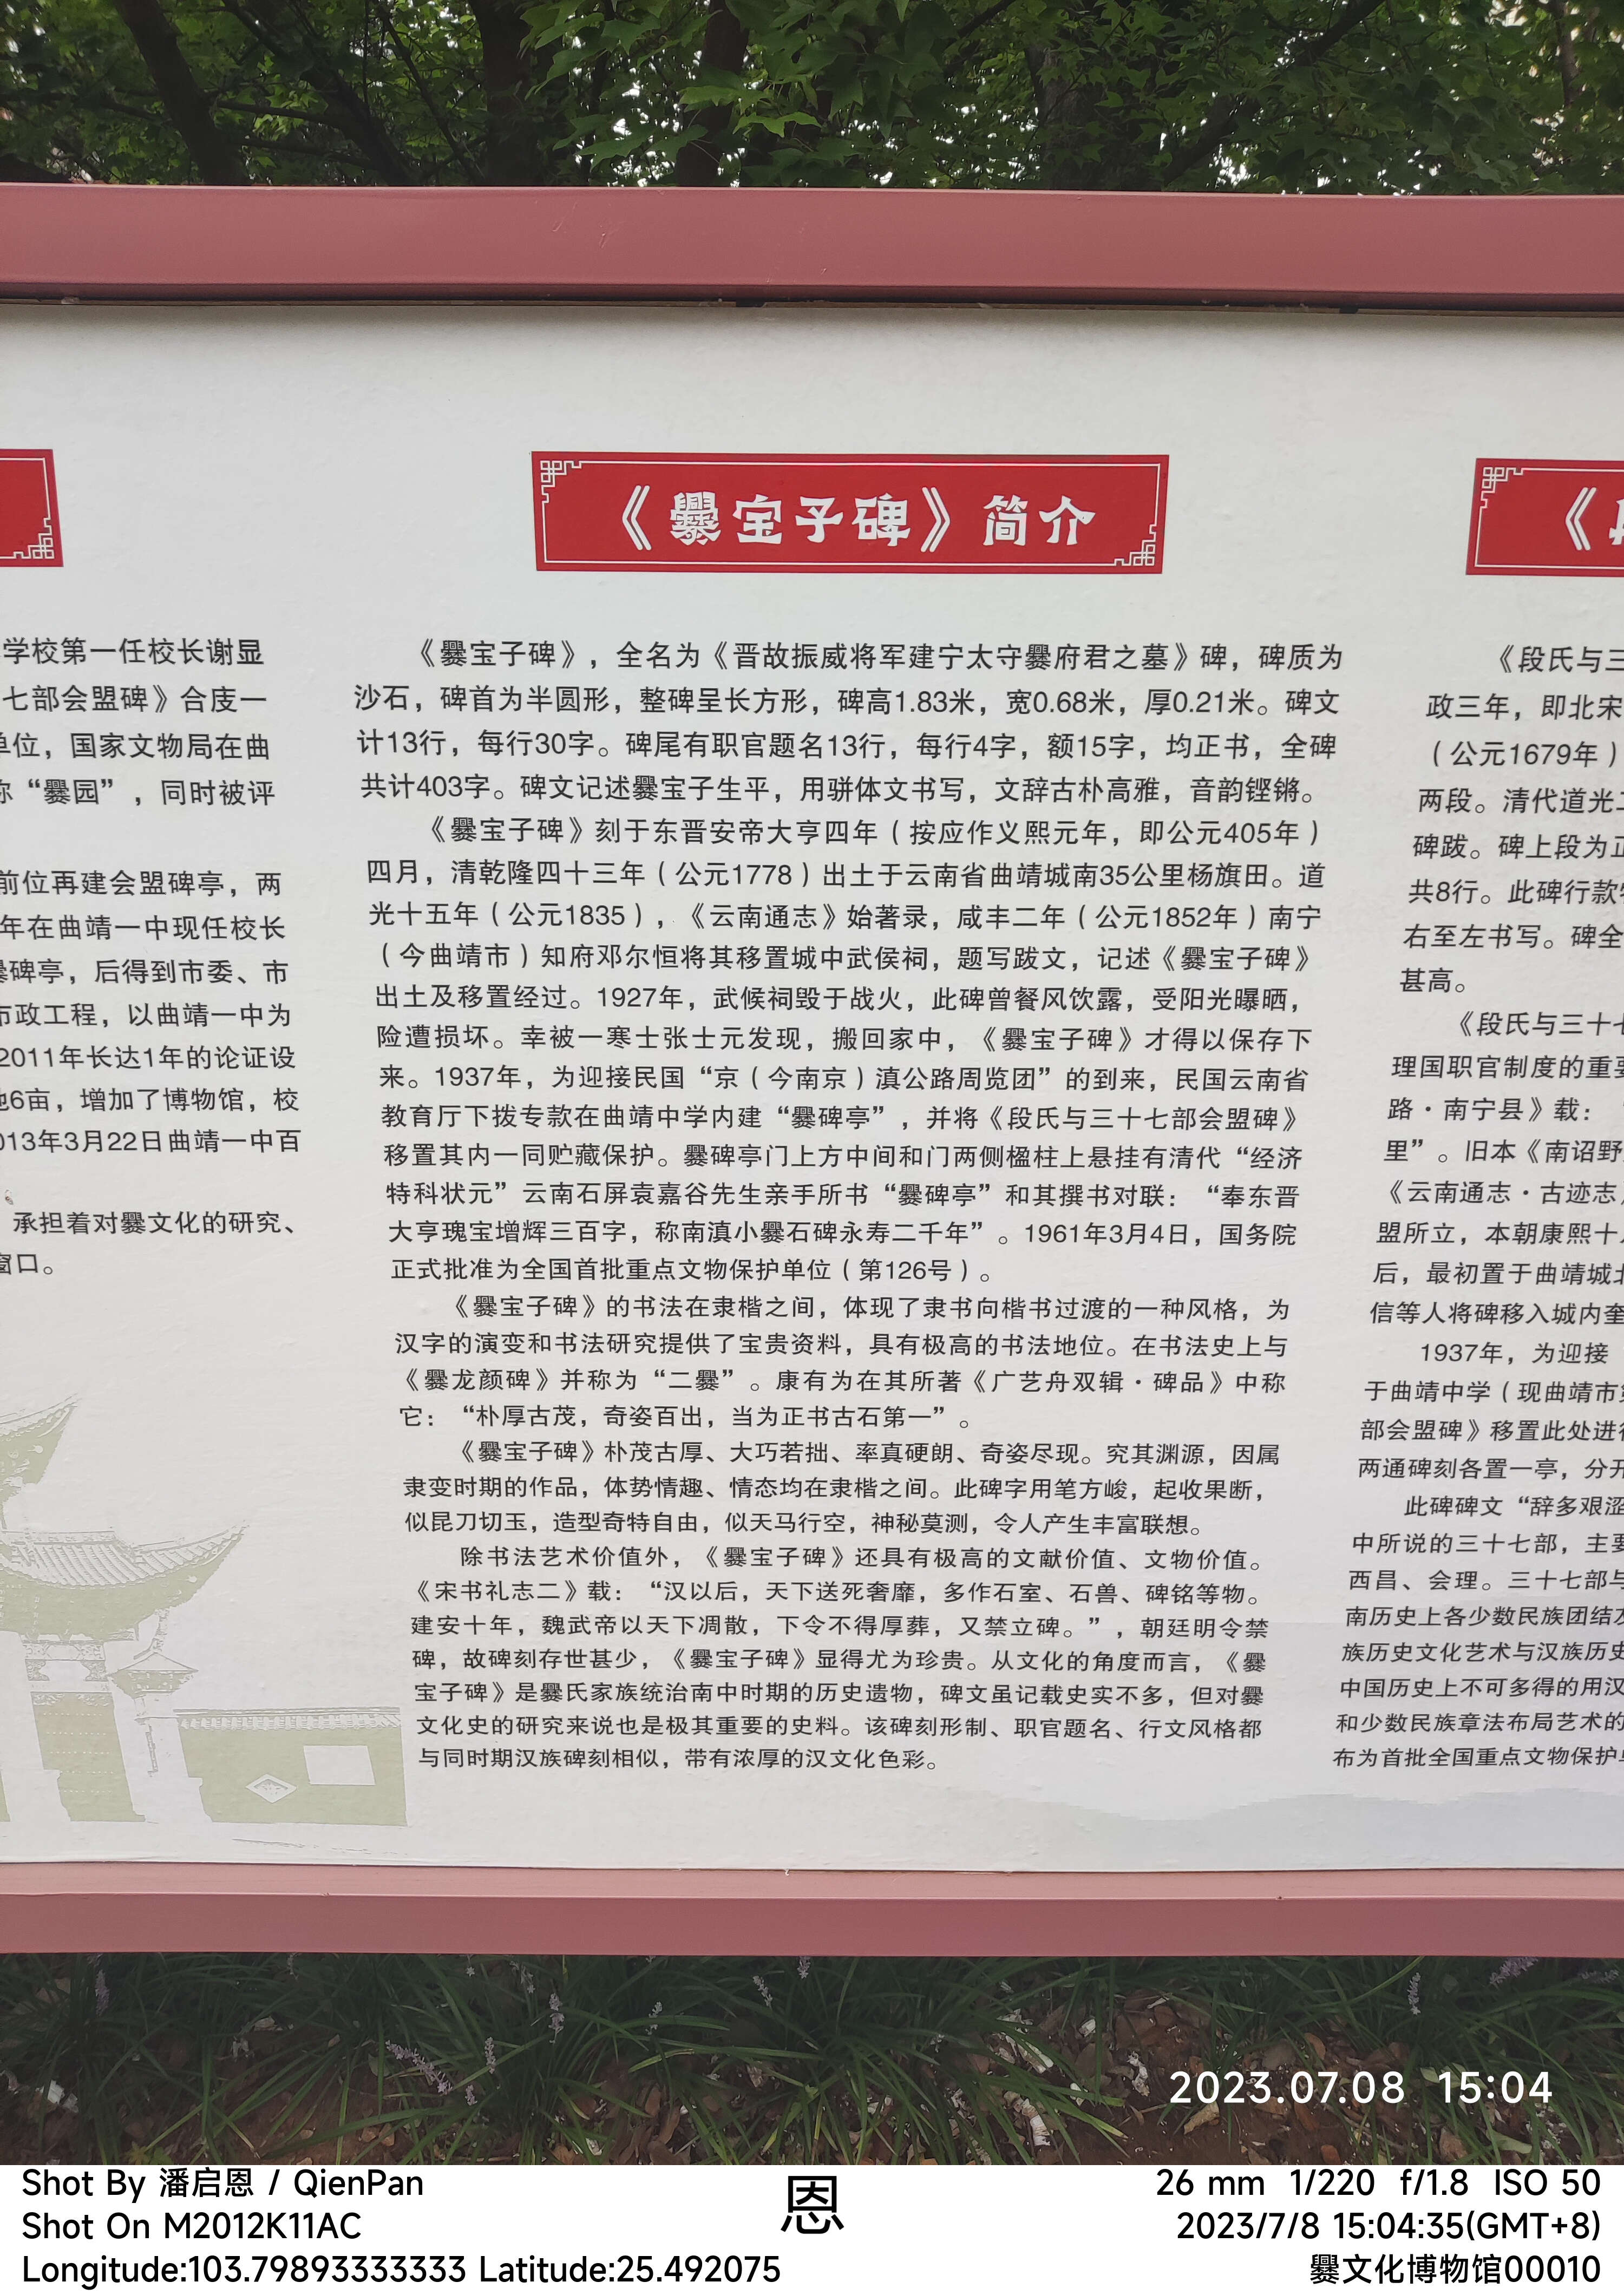 《爨宝子碑》简介
《
学校第一任校长谢显
七部会盟碑》合庋一
单位，国家文物局在曲
称“爨园”，同时被评
前位再建会盟碑亭，两
年在曲靖一中现任校长
爨碑亭，后得到市委、市
市政工程，以曲靖一中为
2011年长达1年的论证设
地6亩，增加了博物馆，校
013年3月22日曲靖一中百
承担着对爨文化的研究、
窗口。
《爨宝子碑》，全名为《晋故振威将军建宁太守爨府君之墓》碑，碑质为
沙石，碑首为半圆形，整碑呈长方形，碑高1.83米，宽0.68米，厚0.21米。碑文
计13行，每行30字。碑尾有职官题名13行，每行4字，额15字，均正书，全碑
共计403字。碑文记述爨宝子生平，用骈体文书写，文辞古朴高雅，音韵铿锵。
《爨宝子碑》刻于东晋安帝大亨四年（按应作义熙元年，即公元405年）
四月，清乾隆四十三年（公元1778）出土于云南省曲靖城南35公里杨旗田。道
光十五年（公元1835），《云南通志》始著录，咸丰二年（公元1852年）南宁
（今曲靖市）知府邓尔恒将其移置城中武侯祠，题写跋文，记述《爨宝子碑》
出土及移置经过。1927年，武候祠毁于战火，此碑曾餐风饮露，受阳光曝晒，
险遭损坏。幸被一寒士张士元发现，搬回家中，《爨宝子碑》才得以保存下
来。1937年，为迎接民国“京（今南京）滇公路周览团”的到来，民国云南省
教育厅下拨专款在曲靖中学内建“爨碑亭”，并将《段氏与三十七部会盟碑》
移置其内一同贮藏保护。爨碑亭门上方中间和门两侧楹柱上悬挂有清代“经济
特科状元”云南石屏袁嘉谷先生亲手所书“爨碑亭”和其撰书对联：“奉东晋
大亨瑰宝增辉三百字，称南滇小爨石碑永寿二千年”。1961年3月4日，国务院
正式批准为全国首批重点文物保护单位（第126号）。
《爨宝子碑》的书法在隶楷之间，体现了隶书向楷书过渡的一种风格，为
汉字的演变和书法研究提供了宝贵资料，具有极高的书法地位。在书法史上与
《爨龙颜碑》并称为“二爨”。康有为在其所著《广艺舟双辑·碑品》中称
它：“朴厚古茂，奇姿百出，当为正书古石第一”。
《爨宝子碑》朴茂古厚、大巧若拙、率真硬朗、奇姿尽现。究其渊源，因属
隶变时期的作品，体势情趣、情态均在隶楷之间。此碑字用笔方峻，起收果断，
似昆刀切玉，造型奇特自由，似天马行空，神秘莫测，令人产生丰富联想。
除书法艺术价值外，《爨宝子碑》还具有极高的文献价值、文物价值。
《宋书礼志二》载：“汉以后，天下送死奢靡，多作石室、石兽、碑铭等物。
建安十年，魏武帝以天下凋散，下令不得厚葬，又禁立碑。”，朝廷明令禁
碑，故碑刻存世甚少，《爨宝子碑》显得尤为珍贵。从文化的角度而言，《爨
宝子碑》是爨氏家族统治南中时期的历史遗物，碑文虽记载史实不多，但对爨
文化史的研究来说也是极其重要的史料。该碑刻形制、职官题名、行文风格都
与同时期汉族碑刻相似，带有浓厚的汉文化色彩。
《段氏与三
政三年，即北宋
（公元1679年）
两段。清代道光二
碑跋。碑上段为正
共8行。此碑行款
右至左书写。碑全
甚高。
《段氏与三十七
理国职官制度的重要
路·南宁县》载：
里”。旧本《南诏野
《云南通志·古迹志》
盟所立，本朝康熙十
后，最初置于曲靖城北
信等人将碑移入城内奎
1937年，为迎接
于曲靖中学（现曲靖市
部会盟碑》移置此处进行
两通碑刻各置一亭，分开
此碑碑文“辞多艰涩
中所说的三十七部，主要
西昌、会理。三十七部与
南历史上各少数民族团结友
族历史文化艺术与汉族历史
中国历史上不可多得的用汉
和少数民族章法布局艺术的
布为首批全国重点文物保护单
2023.07.08 15:04
Shot By 潘启恩 / QienPan
Shot On M2012K11AC
Longitude:103.79893333333 Latitude:25.492075
恩
26 mm 1/220 f/1.8 ISO 50
2023/7/8 15:04:35(GMT+8)
爨文化博物馆00010